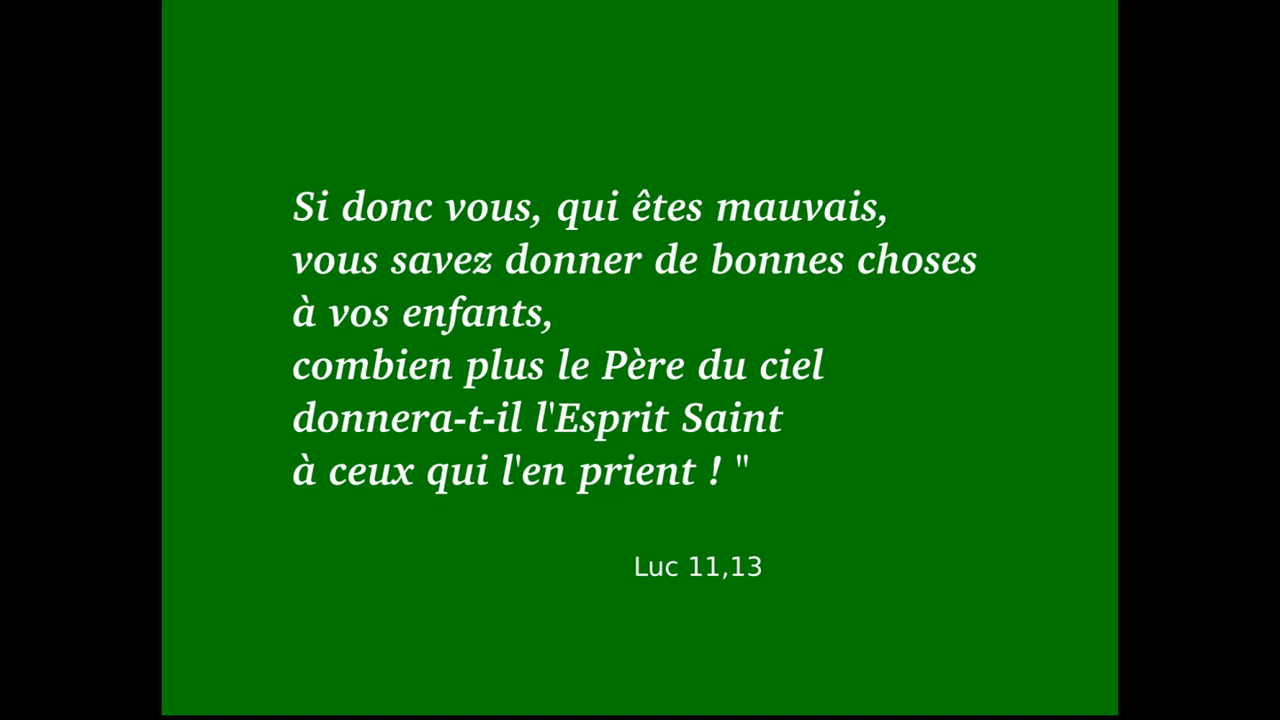 Si donc vous, qui êtes mauvais,
vous savez donner de bonnes choses
à vos enfants,
combien plus le Père du ciel
donnera-t-il l'Esprit Saint
à ceux qui l'en prient ! "
Luc 11,13